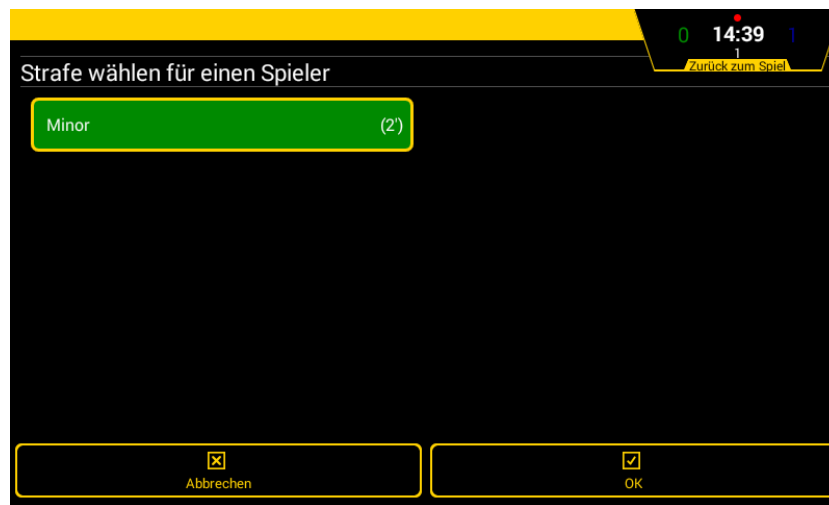 0 14:39 1
1
Zurück zum Spiel
Strafe wählen für einen Spieler
Minor (2')
Abbrechen
OK